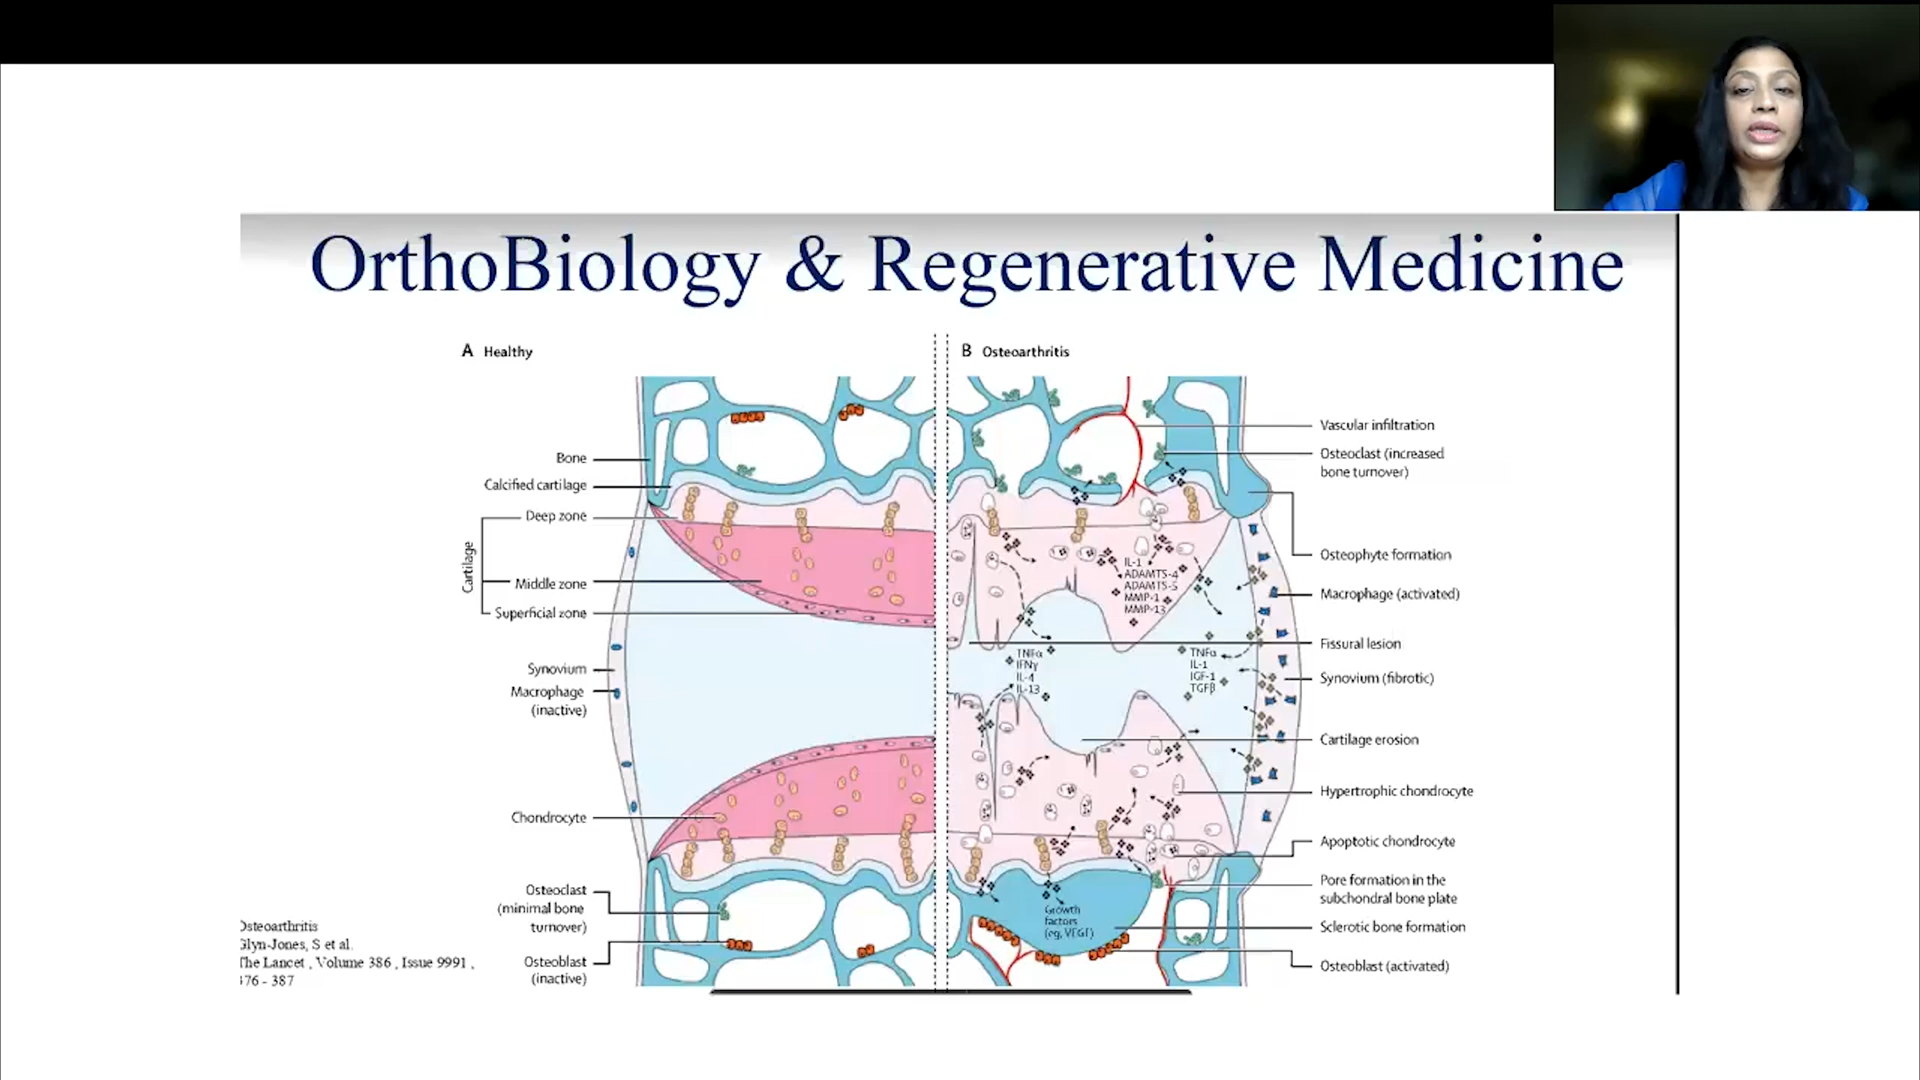 OrthoBiology & Regenerative Medicine
A Healthy
B Osteoarthritis
Bone
Calcified cartilage
Deep zone
Cartilage
Middle zone
Superficial zone
Synovium
Macrophage
(inactive)
Chondrocyte
Osteoclast
(minimal bone
turnover)
Osteoblast
(inactive)
IL-1
ADAMTS-4
ADAMTS-5
MMP-1
MMP-13
TNFα
IFNγ
IL-4
IL-13
TNFα
IL-1
IGF-1
TGFβ
Growth
factors
(eg, VEGF)
Vascular infiltration
Osteoclast (increased
bone turnover)
Osteophyte formation
Macrophage (activated)
Fissural lesion
Synovium (fibrotic)
Cartilage erosion
Hypertrophic chondrocyte
Apoptotic chondrocyte
Pore formation in the
subchondral bone plate
Sclerotic bone formation
Osteoblast (activated)
Osteoarthritis
Glyn-Jones, S et al.
The Lancet , Volume 386 , Issue 9991 ,
376 - 387